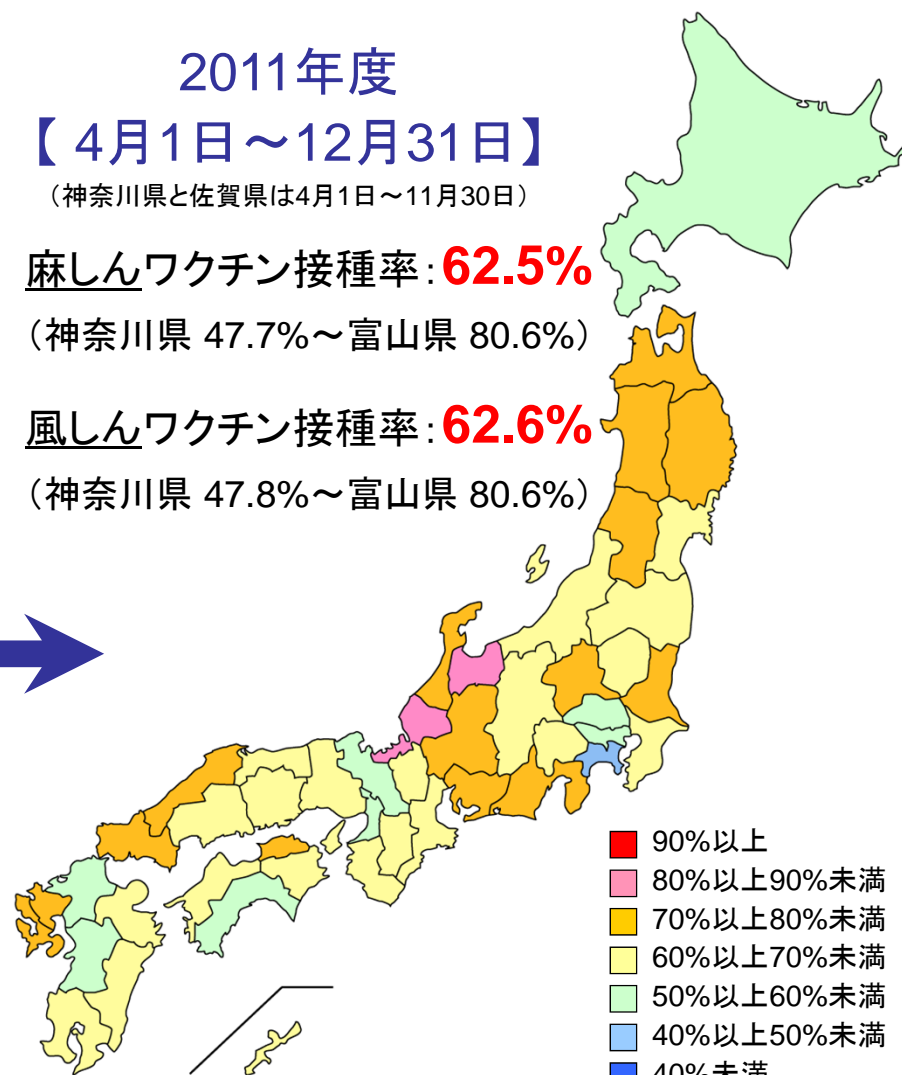 2011年度
【 4月1日～12月31日】
（神奈川県と佐賀県は4月1日～11月30日）
麻しんワクチン接種率：62.5%
（神奈川県 47.7%～富山県 80.6%）
風しんワクチン接種率：62.6%
（神奈川県 47.8%～富山県 80.6%）
90%以上
80%以上90%未満
70%以上80%未満
60%以上70%未満
50%以上60%未満
40%以上50%未満
40%未満